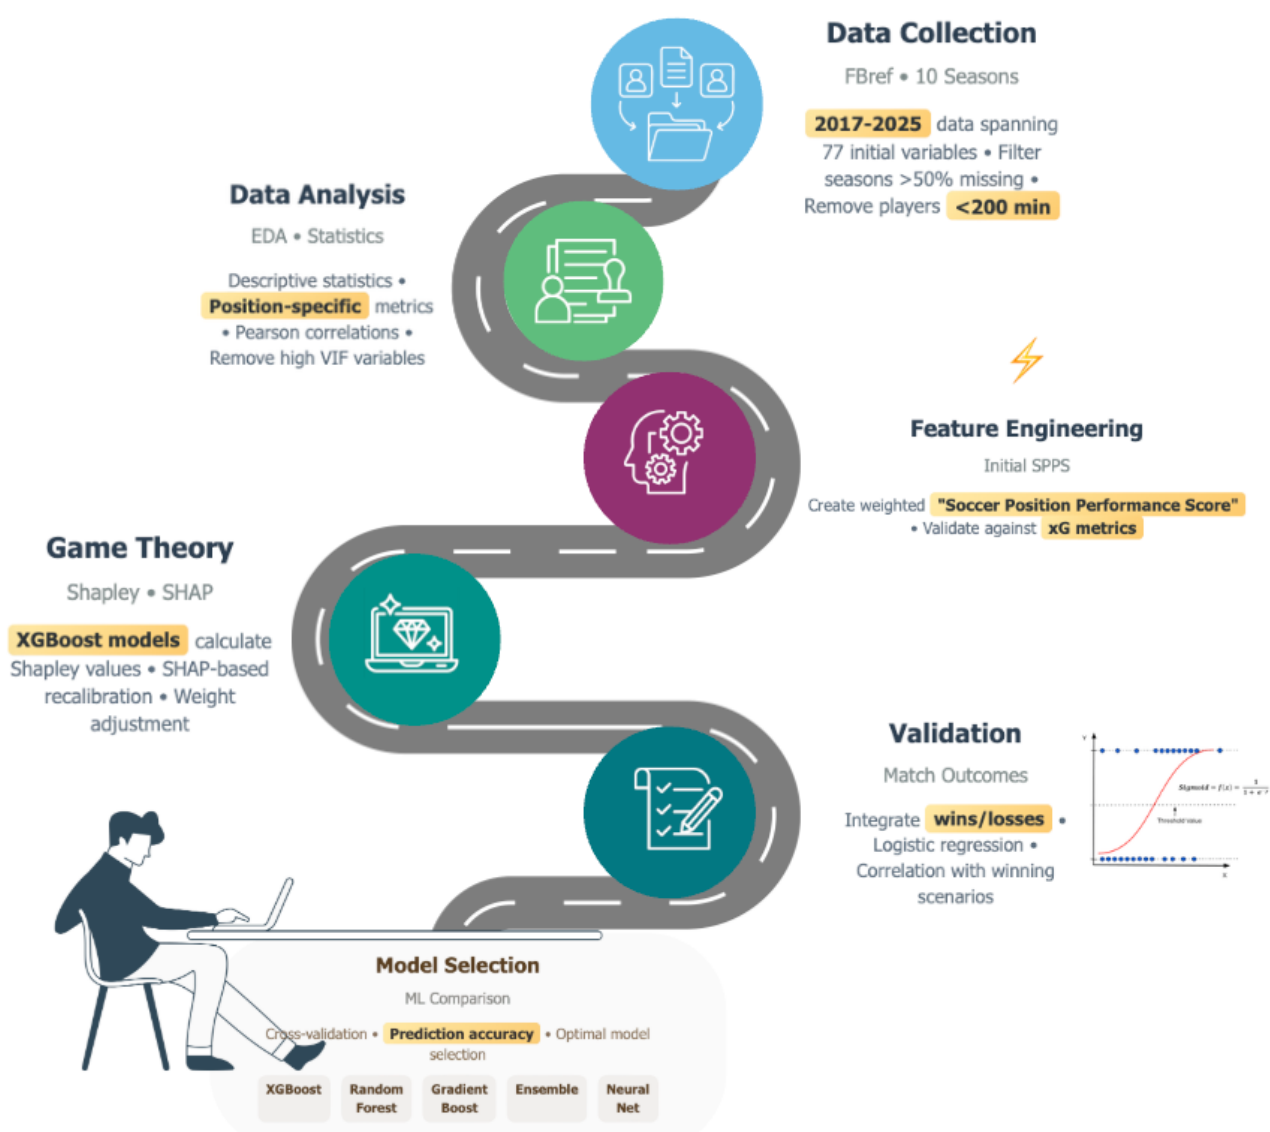 Data Collection
FBref • 10 Seasons
2017-2025 data spanning
77 initial variables • Filter
seasons >50% missing •
Remove players <200 min
Data Analysis
EDA • Statistics
Descriptive statistics •
Position-specific metrics
• Pearson correlations •
Remove high VIF variables
Feature Engineering
Initial SPPS
Create weighted "Soccer Position Performance Score"
• Validate against xG metrics
Game Theory
Shapley • SHAP
XGBoost models calculate
Shapley values • SHAP-based
recalibration • Weight
adjustment
Validation
Match Outcomes
Integrate wins/losses •
Logistic regression •
Correlation with winning
scenarios
Y
Threshold Value
X
Model Selection
ML Comparison
Cross-validation • Prediction accuracy • Optimal model
selection
XGBoost
Random
Forest
Gradient
Boost
Ensemble
Neural
Net